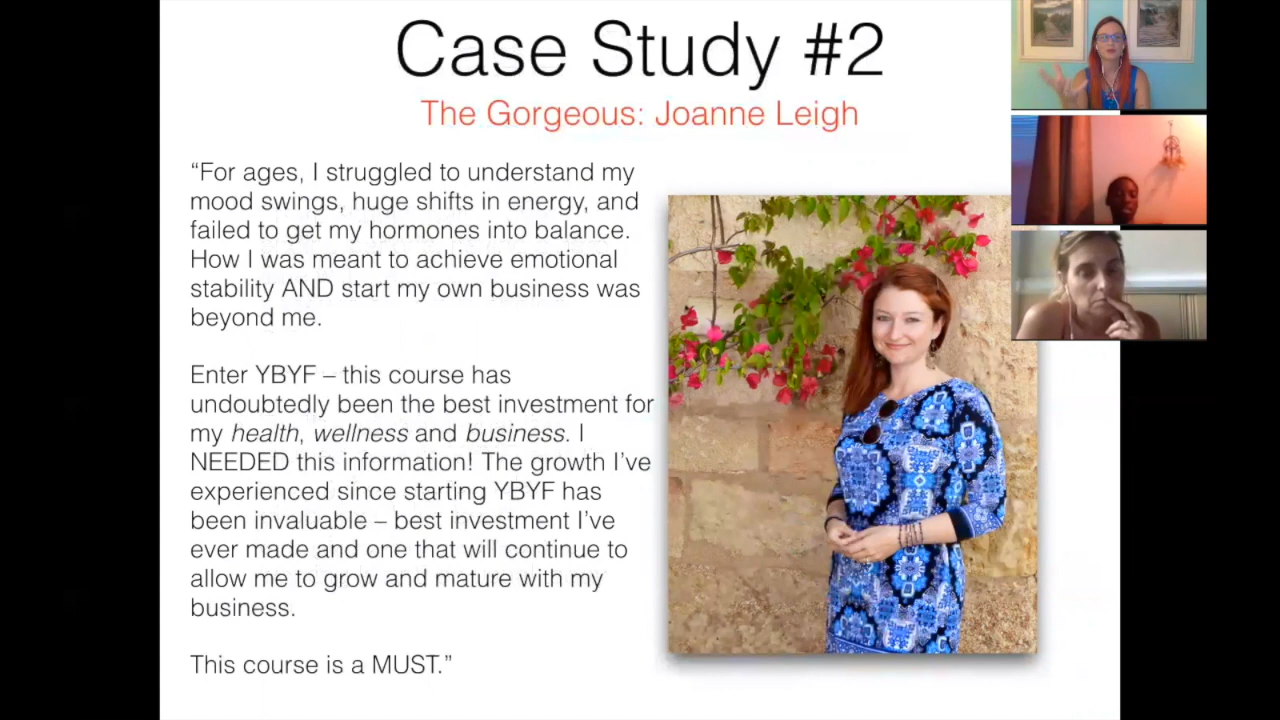 Case Study #2
The Gorgeous: Joanne Leigh
“For ages, I struggled to understand my
mood swings, huge shifts in energy, and
failed to get my hormones into balance.
How I was meant to achieve emotional
stability AND start my own business was
beyond me.
Enter YBYF – this course has
undoubtedly been the best investment for
my health, wellness and business. I
NEEDED this information! The growth I’ve
experienced since starting YBYF has
been invaluable – best investment I’ve
ever made and one that will continue to
allow me to grow and mature with my
business.
This course is a MUST.”